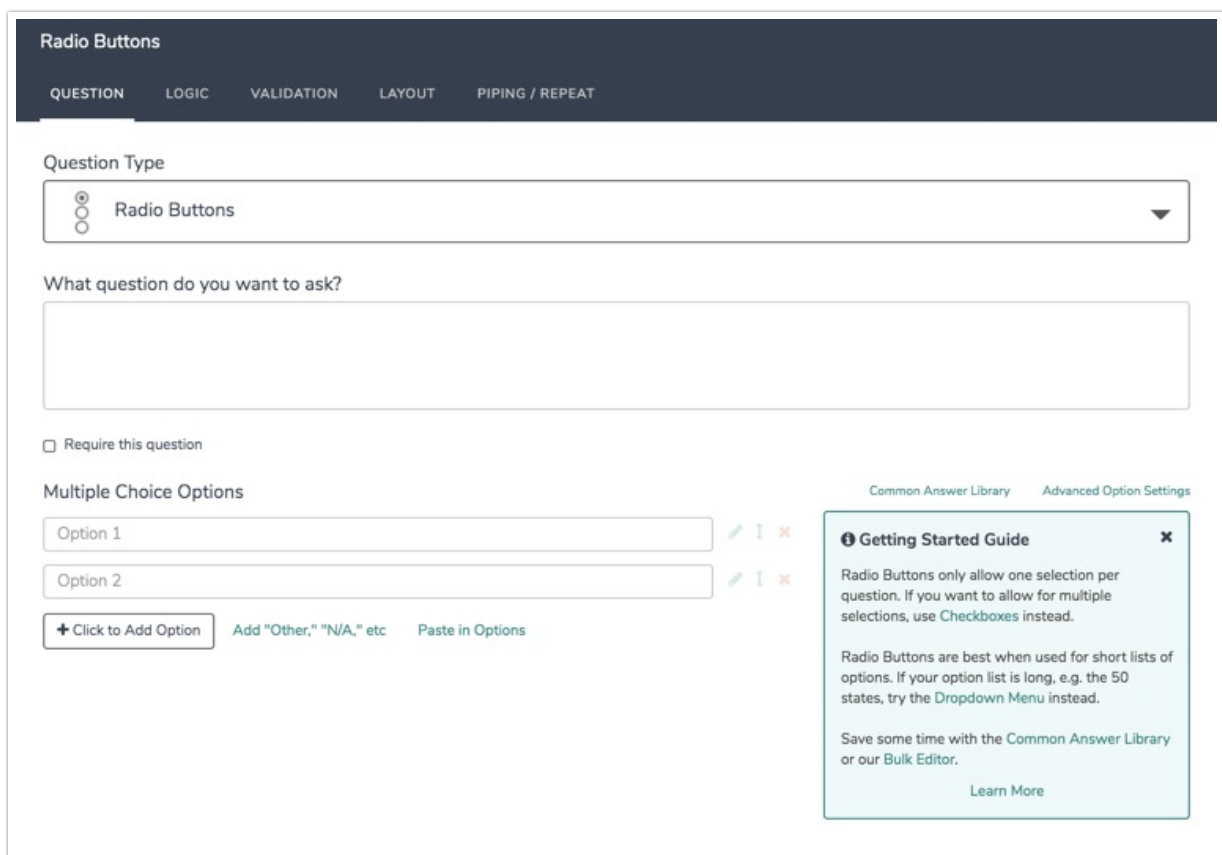 Radio Buttons
QUESTION LOGIC VALIDATION LAYOUT PIPING / REPEAT
Question Type
Radio Buttons
What question do you want to ask?
Require this question
Multiple Choice Options
Common Answer Library Advanced Option Settings
Option 1
Option 2
+ Click to Add Option Add "Other," "N/A," etc Paste in Options
Getting Started Guide
Radio Buttons only allow one selection per
question. If you want to allow for multiple
selections, use Checkboxes instead.
Radio Buttons are best when used for short lists of
options. If your option list is long, e.g. the 50
states, try the Dropdown Menu instead.
Save some time with the Common Answer Library
or our Bulk Editor.
Learn More